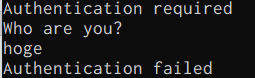 Authentication required
Who are you?
hoge
Authentication failed